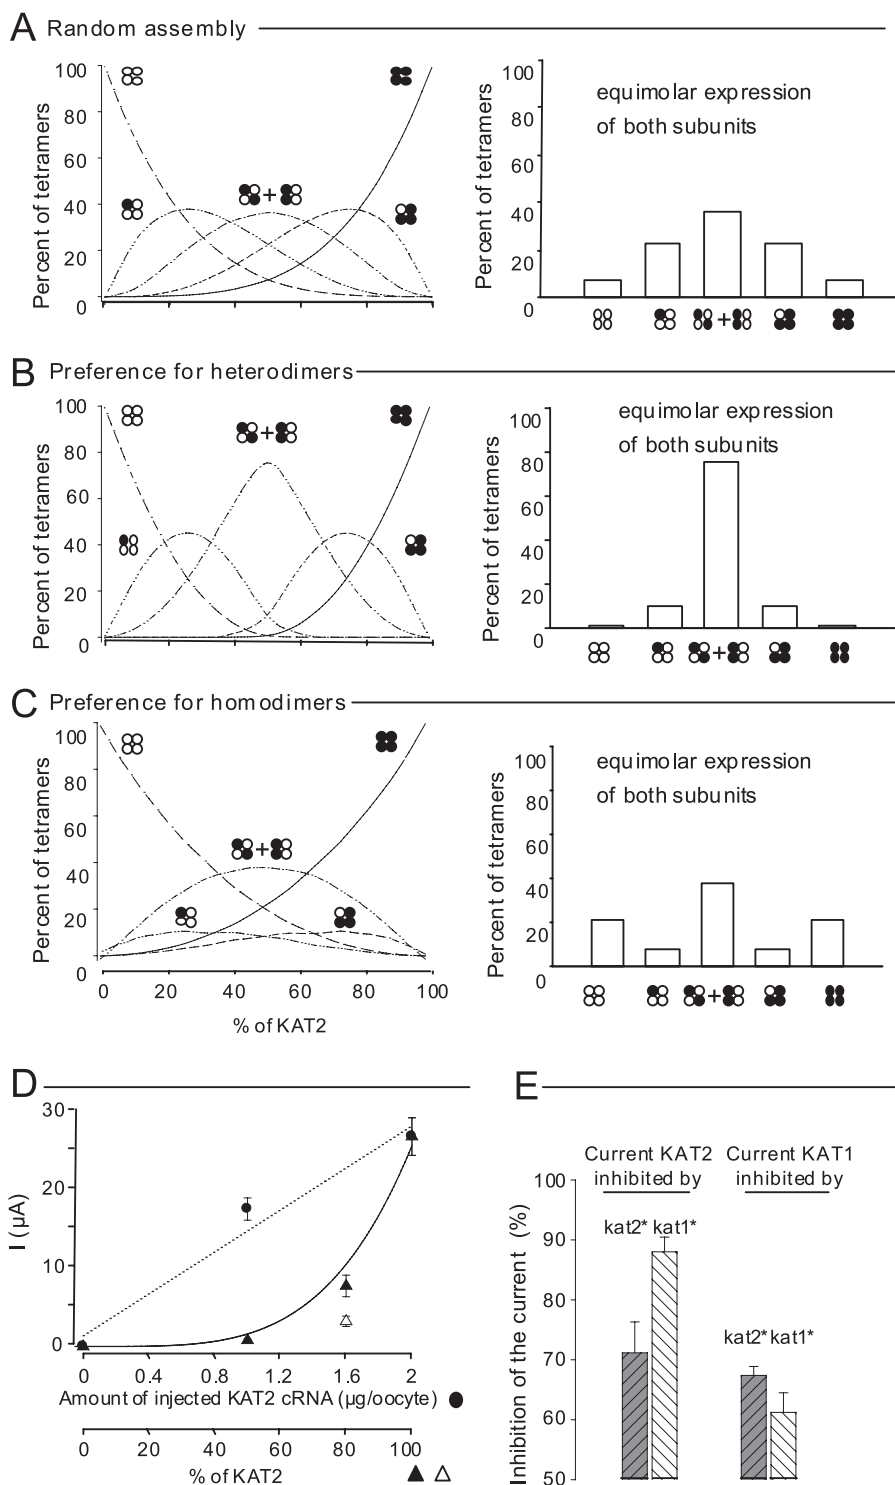 A Random assembly
100
80
60
40
20
0
Percent of tetramers
+
equimolar expression
of both subunits
100
80
60
40
20
0
Percent of tetramers
+
B Preference for heterodimers
100
80
60
40
20
0
Percent of tetramers
+
equimolar expression
of both subunits
100
80
60
40
20
0
Percent of tetramers
+
C Preference for homodimers
100
80
60
40
20
0
Percent of tetramers
+
0 20 40 60 80 100
% of KAT2
equimolar expression
of both subunits
100
80
60
40
20
0
Percent of tetramers
+
D
30
10
0
I (µA)
0 0.4 0.8 1.2 1.6 2
Amount of injected KAT2 cRNA (µg/oocyte)
0 20 40 60 80 100
% of KAT2
E
Current KAT2
inhibited by
Current KAT1
inhibited by
kat2* kat1*
kat2* kat1*
100
90
80
70
60
50
Inhibition of the current (%)